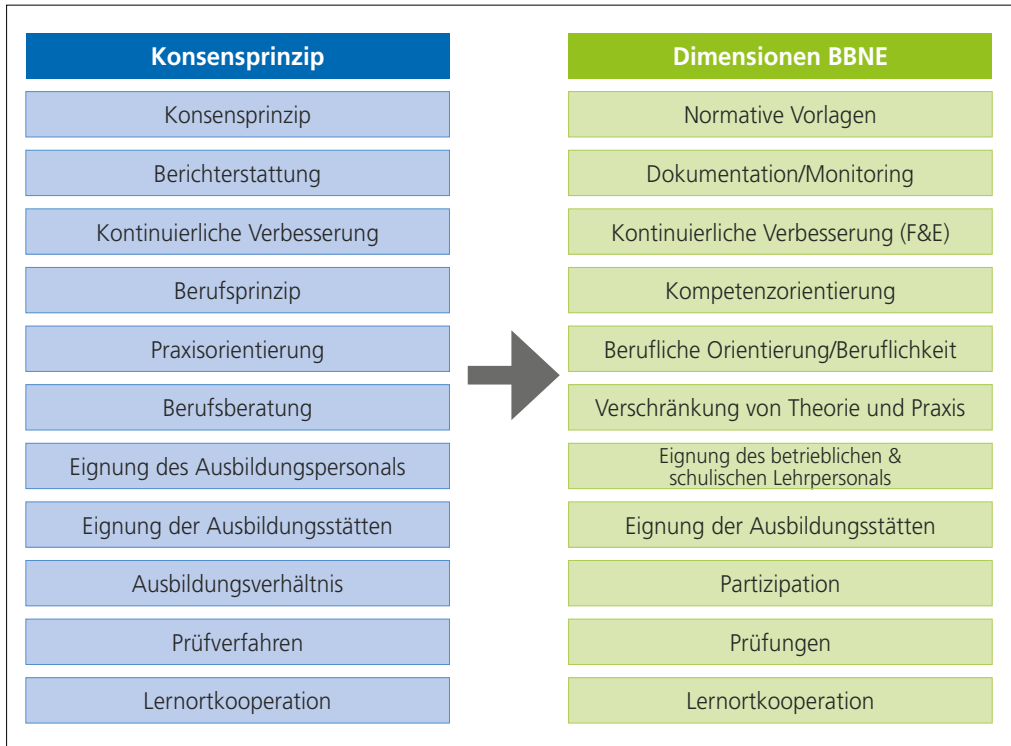 Konsensprinzip
Konsensprinzip
Berichterstattung
Kontinuierliche Verbesserung
Berufsprinzip
Praxisorientierung
Berufsberatung
Eignung des Ausbildungspersonals
Eignung der Ausbildungsstätten
Ausbildungsverhältnis
Prüfverfahren
Lernortkooperation
Dimensionen BBNE
Normative Vorlagen
Dokumentation/Monitoring
Kontinuierliche Verbesserung (F&E)
Kompetenzorientierung
Berufliche Orientierung/Beruflichkeit
Verschränkung von Theorie und Praxis
Eignung des betrieblichen &
schulischen Lehrpersonals
Eignung der Ausbildungsstätten
Partizipation
Prüfungen
Lernortkooperation